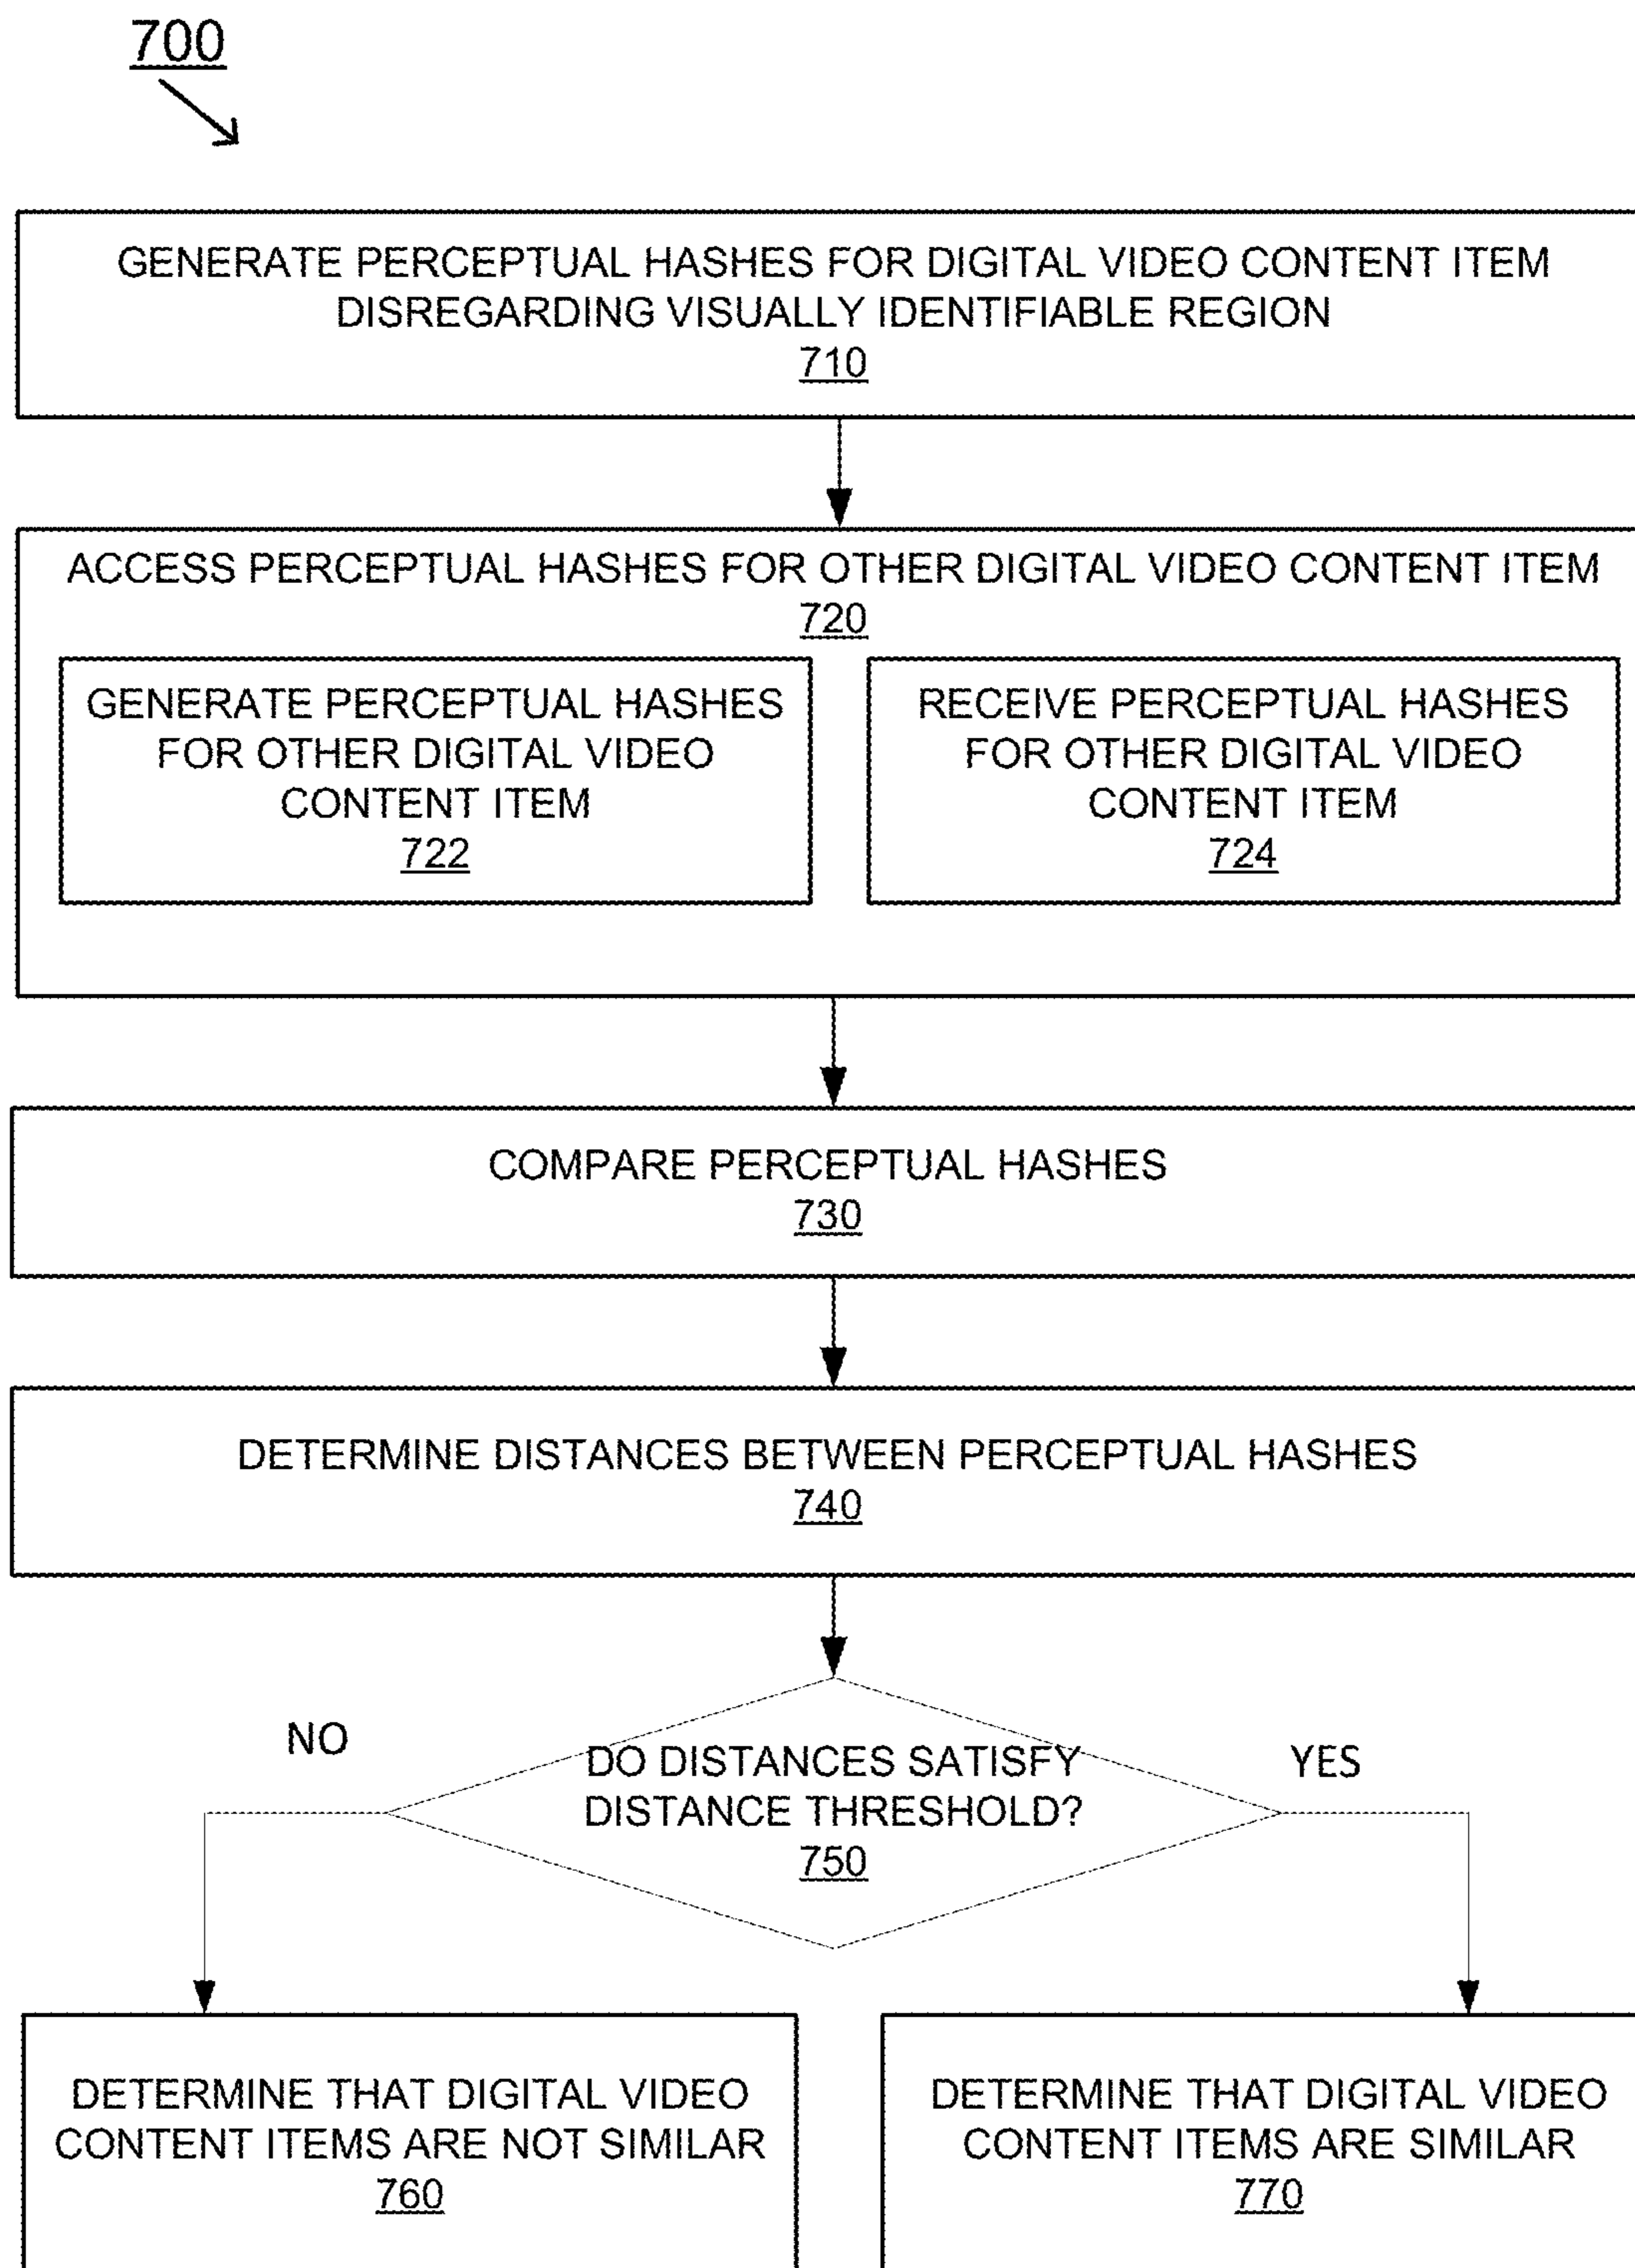 700
GENERATE PERCEPTUAL HASHES FOR DIGITAL VIDEO CONTENT ITEM
DISREGARDING VISUALLY IDENTIFIABLE REGION
710
ACCESS PERCEPTUAL HASHES FOR OTHER DIGITAL VIDEO CONTENT ITEM
720
GENERATE PERCEPTUAL HASHES
FOR OTHER DIGITAL VIDEO
CONTENT ITEM
722
RECEIVE PERCEPTUAL HASHES
FOR OTHER DIGITAL VIDEO
CONTENT ITEM
724
COMPARE PERCEPTUAL HASHES
730
DETERMINE DISTANCES BETWEEN PERCEPTUAL HASHES
740
NO
DO DISTANCES SATISFY
DISTANCE THRESHOLD?
750
YES
DETERMINE THAT DIGITAL VIDEO
CONTENT ITEMS ARE NOT SIMILAR
760
DETERMINE THAT DIGITAL VIDEO
CONTENT ITEMS ARE SIMILAR
770